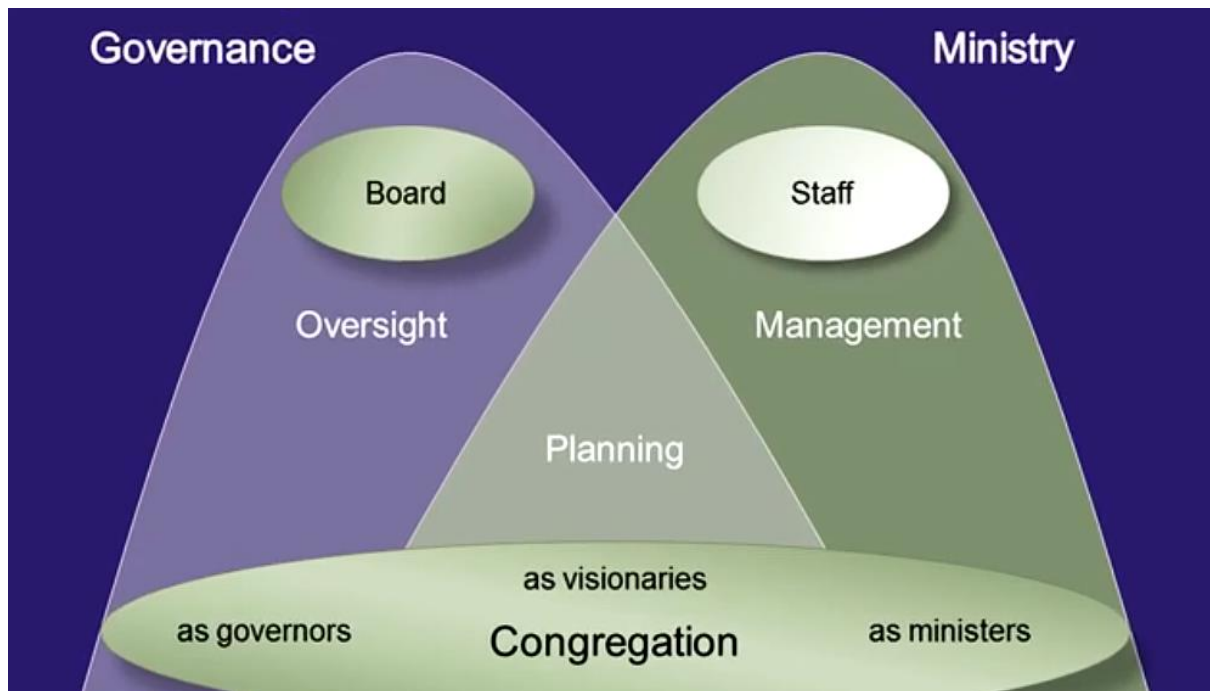 Governance
Ministry
Board
Staff
Oversight
Management
Planning
as visionaries
as governors
Congregation
as ministers